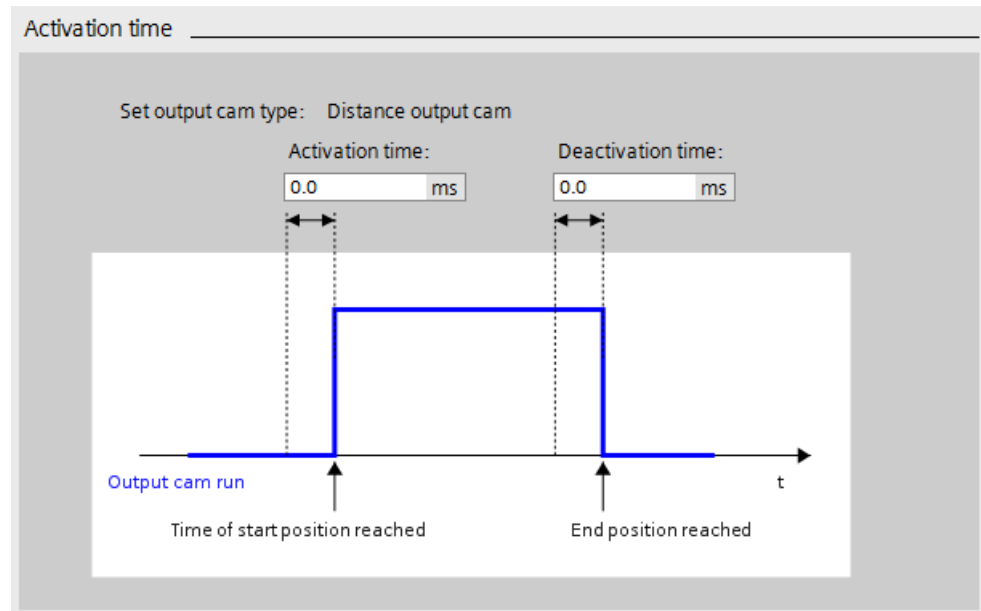 Activation time
Set output cam type: Distance output cam
Activation time: Deactivation time:
0.0 ms 0.0 ms
Output cam run t
Time of start position reached End position reached